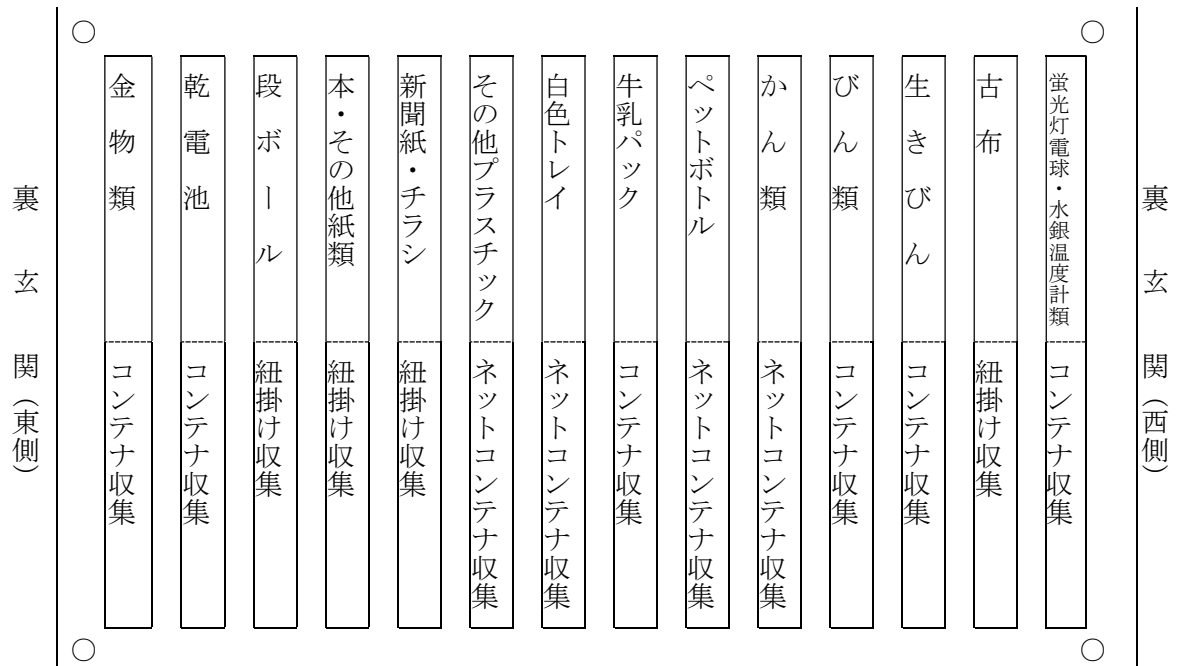 裏玄関（西側）
蛍光灯電球・水銀温度計類 コンテナ収集
古布 紐掛け収集
生きびん コンテナ収集
びん類 コンテナ収集
かん類 ネットコンテナ収集
ペットボトル ネットコンテナ収集
牛乳パック コンテナ収集
白色トレイ ネットコンテナ収集
その他プラスチック ネットコンテナ収集
新聞紙・チラシ 紐掛け収集
本・その他紙類 紐掛け収集
段ボール 紐掛け収集
乾電池 コンテナ収集
金物類 コンテナ収集
裏玄関（東側）